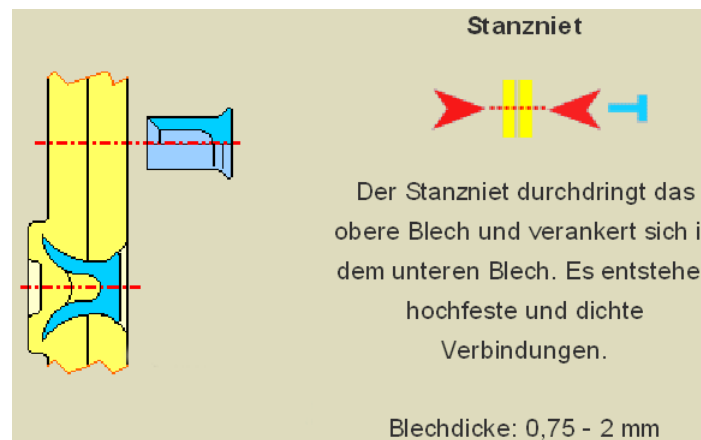 Stanzniet
Der Stanzniet durchdringt das
obere Blech und verankert sich i
dem unteren Blech. Es entstehe
hochfeste und dichte
Verbindungen.
Blechdicke: 0,75 - 2 mm